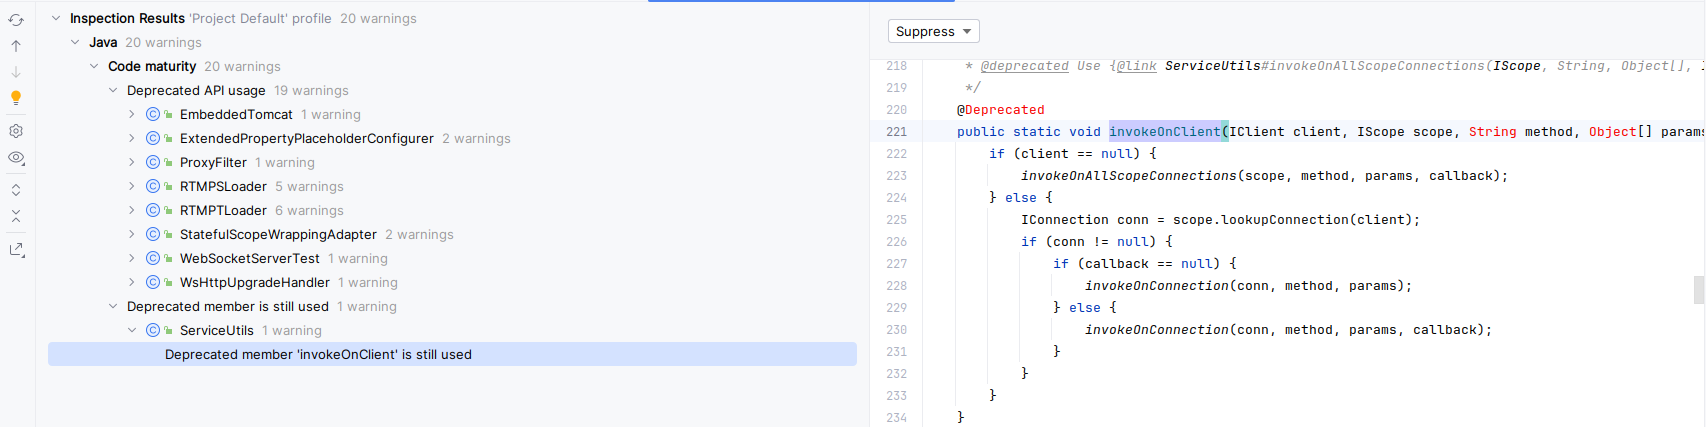 Inspection Results 'Project Default' profile 20 warnings
Java 20 warnings
Code maturity 20 warnings
Deprecated API usage 19 warnings
EmbeddedTomcat 1 warning
ExtendedPropertyPlaceholderConfigurer 2 warnings
ProxyFilter 1 warning
RTMPSLoader 5 warnings
RTMPTLoader 6 warnings
StatefulScopeWrappingAdapter 2 warnings
WebSocketServerTest 1 warning
WsHttpUpgradeHandler 1 warning
Deprecated member is still used 1 warning
ServiceUtils 1 warning
Deprecated member 'invokeOnClient' is still used
Suppress
218 * @deprecated Use {@link ServiceUtils#invokeOnAllScopeConnections(IScope, String, Object[],
219 */
220 @Deprecated
221 public static void invokeOnClient(IClient client, IScope scope, String method, Object[] params
222 if (client == null) {
223 invokeOnAllScopeConnections(scope, method, params, callback);
224 } else {
225 IConnection conn = scope.lookupConnection(client);
226 if (conn != null) {
227 if (callback == null) {
228 invokeOnConnection(conn, method, params);
229 } else {
230 invokeOnConnection(conn, method, params, callback);
231 }
232 }
233 }
234 }